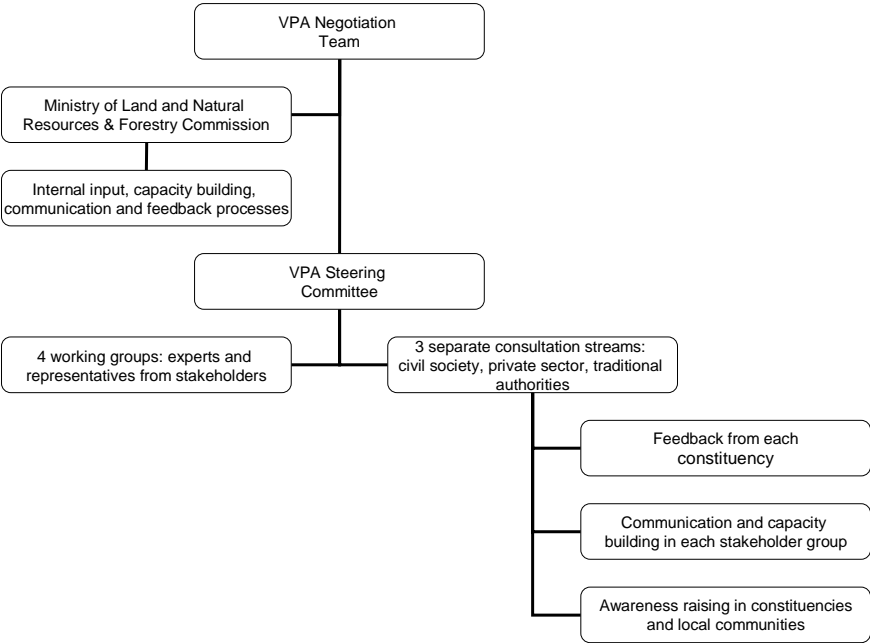 VPA Negotiation
Team
Ministry of Land and Natural
Resources & Forestry Commission
Internal input, capacity building,
communication and feedback processes
VPA Steering
Committee
4 working groups: experts and
representatives from stakeholders
3 separate consultation streams:
civil society, private sector, traditional
authorities
Feedback from each
constituency
Communication and capacity
building in each stakeholder group
Awareness raising in constituencies
and local communities